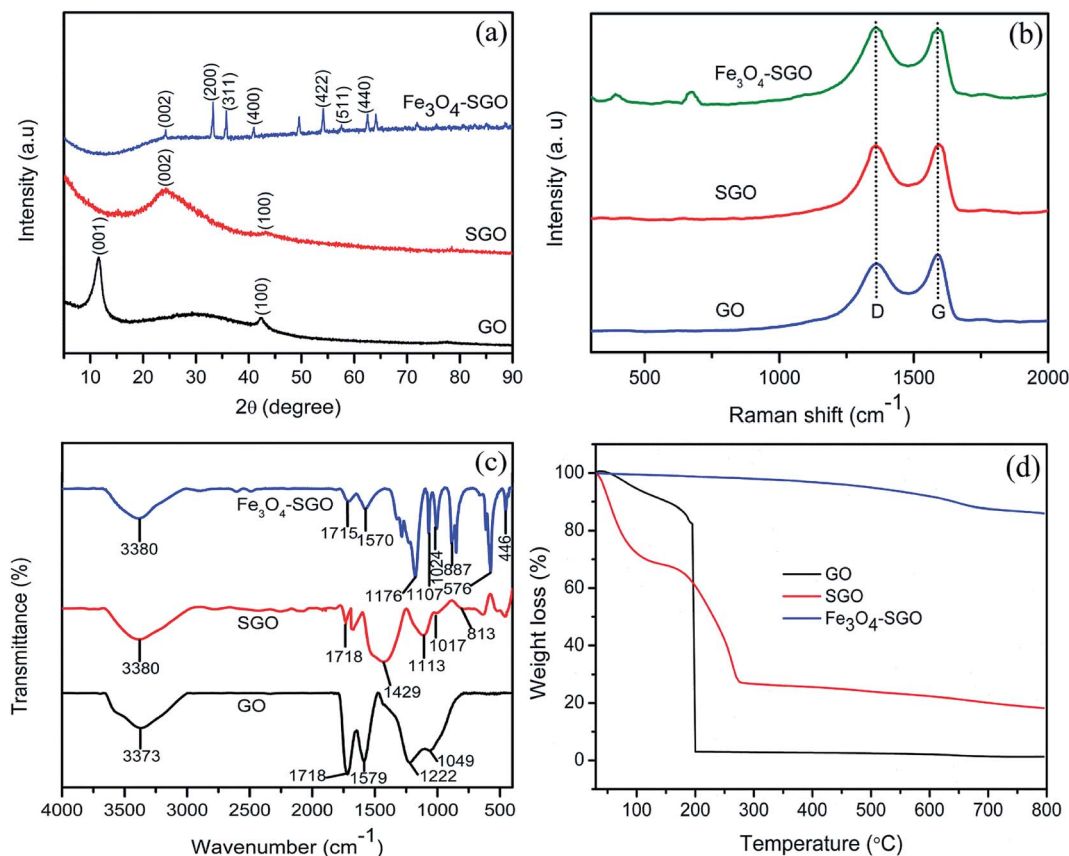 (a)
Intensity (a.u)
(002)
(200)
(311)
(400)
(422)
(511)
(440)
Fe₃O₄-SGO
(002)
(100)
SGO
(001)
(100)
GO
10 20 30 40 50 60 70 80 90
2θ (degree)
(b)
Intensity (a. u)
Fe₃O₄-SGO
SGO
GO
D G
500 1000 1500 2000
Raman shift (cm⁻¹)
(c)
Transmittance (%)
Fe₃O₄-SGO
3380
1715
1570
1176
1107
1024
887
576
446
SGO
3380
1718
1429
1113
1017
813
GO
3373
1718
1579
1222
1049
4000 3500 3000 2500 2000 1500 1000 500
Wavenumber (cm⁻¹)
(d)
Weight loss (%)
100
80
60
40
20
0
GO
SGO
Fe₃O₄-SGO
100 200 300 400 500 600 700 800
Temperature (°C)